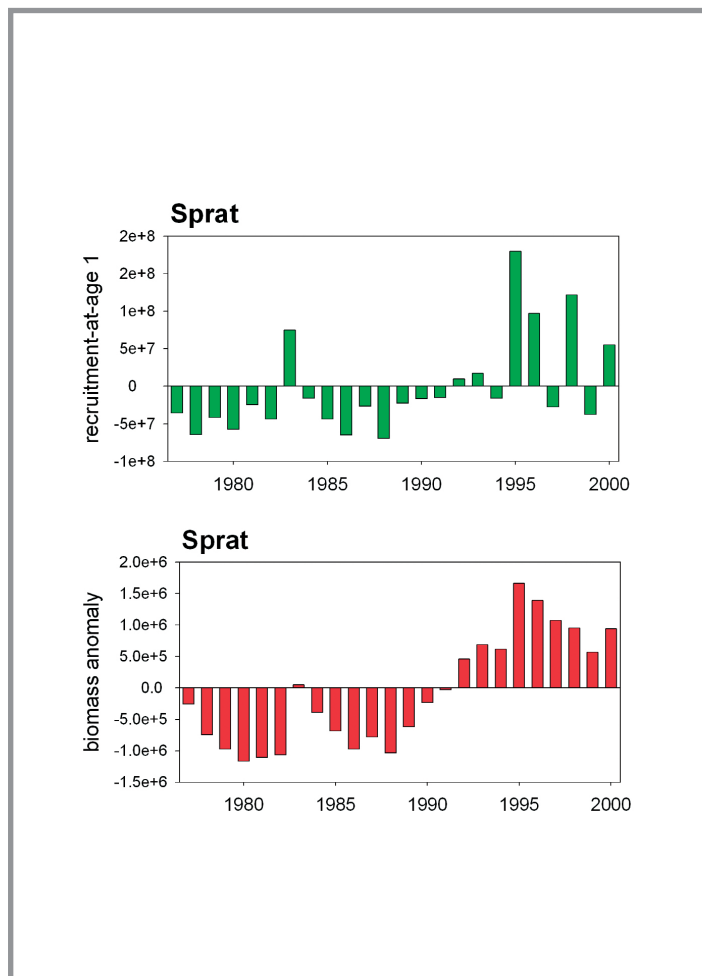 Sprat
recruitment-at-age 1
2e+8
2e+8
1e+8
5e+7
0
-5e+7
-1e+8
1980 1985 1990 1995 2000
Sprat
biomass anomaly
2.0e+6
1.5e+6
1.0e+6
5.0e+5
0.0
-5.0e+5
-1.0e+6
-1.5e+6
1980 1985 1990 1995 2000